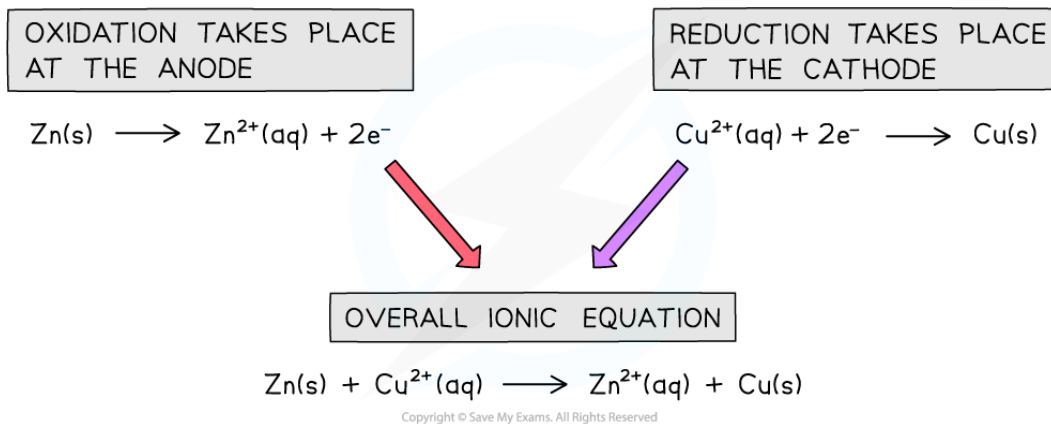 OXIDATION TAKES PLACE
AT THE ANODE
Zn(s) ⟶ Zn²⁺(aq) + 2e⁻
REDUCTION TAKES PLACE
AT THE CATHODE
Cu²⁺(aq) + 2e⁻ ⟶ Cu(s)
OVERALL IONIC EQUATION
Zn(s) + Cu²⁺(aq) ⟶ Zn²⁺(aq) + Cu(s)
Copyright © Save My Exams. All Rights Reserved